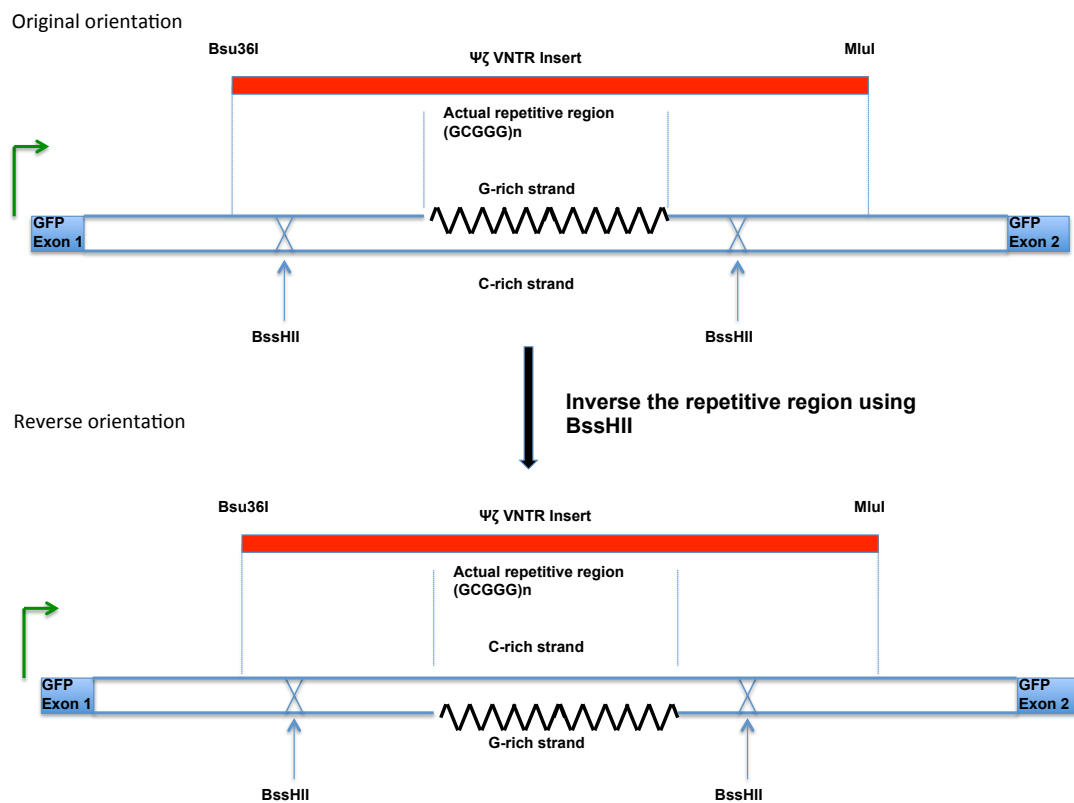 Original orientation
Bsu36I
MluI
Ψζ VNTR Insert
Actual repetitive region
(GCGGG)n
G-rich strand
GFP
Exon 1
GFP
Exon 2
C-rich strand
BssHII
BssHII
Inverse the repetitive region using
BssHII
Reverse orientation
Bsu36I
MluI
Ψζ VNTR Insert
Actual repetitive region
(GCGGG)n
C-rich strand
GFP
Exon 1
GFP
Exon 2
G-rich strand
BssHII
BssHII